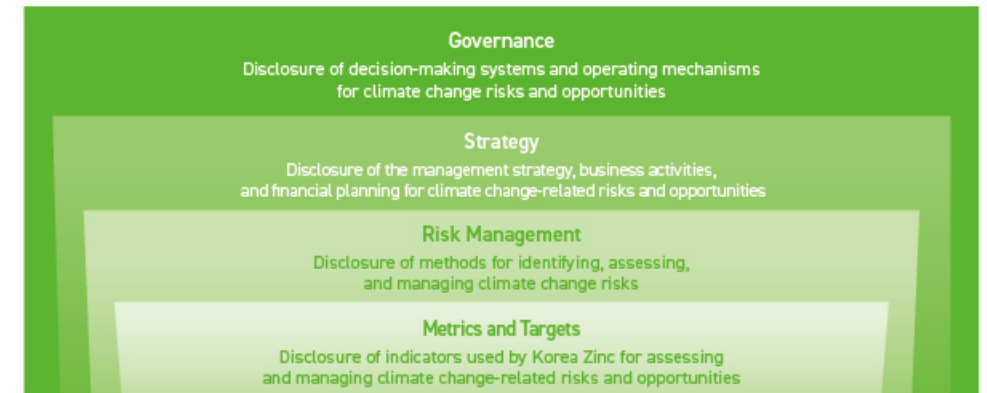 Governance
Disclosure of decision-making systems and operating mechanisms
for climate change risks and opportunities
Strategy
Disclosure of the management strategy, business activities,
and financial planning for climate change-related risks and opportunities
Risk Management
Disclosure of methods for identifying, assessing,
and managing climate change risks
Metrics and Targets
Disclosure of indicators used by Korea Zinc for assessing
and managing climate change-related risks and opportunities